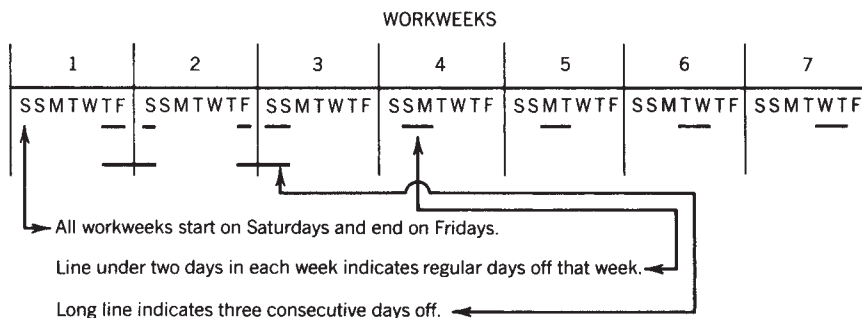 WORKWEEKS
1 2 3 4 5 6 7
SSMTWTF SSMTWTF SSMTWTF SSMTWTF SSMTWTF SSMTWTF SSMTWTF
All workweeks start on Saturdays and end on Fridays.
Line under two days in each week indicates regular days off that week.
Long line indicates three consecutive days off.